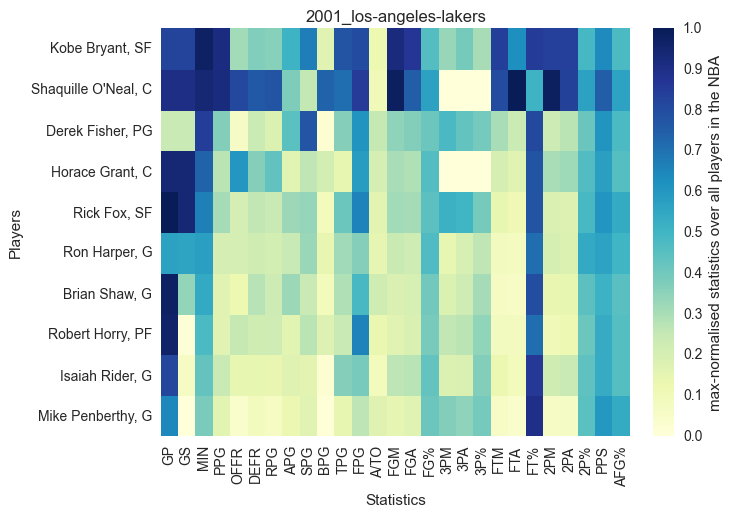 2001_los-angeles-lakers
Players
Kobe Bryant, SF
Shaquille O'Neal, C
Derek Fisher, PG
Horace Grant, C
Rick Fox, SF
Ron Harper, G
Brian Shaw, G
Robert Horry, PF
Isaiah Rider, G
Mike Penberthy, G
GP GS MIN PPG OFFR DEFR RPG APG SPG BPG TPG FPG A/TO FGM FGA FG% 3PM 3PA 3P% FTM FTA FT% 2PM 2PA 2P% PPS AFG%
Statistics
1.0
0.9
0.8
0.7
0.6
0.5
0.4
0.3
0.2
0.1
0.0
max-normalised statistics over all players in the NBA